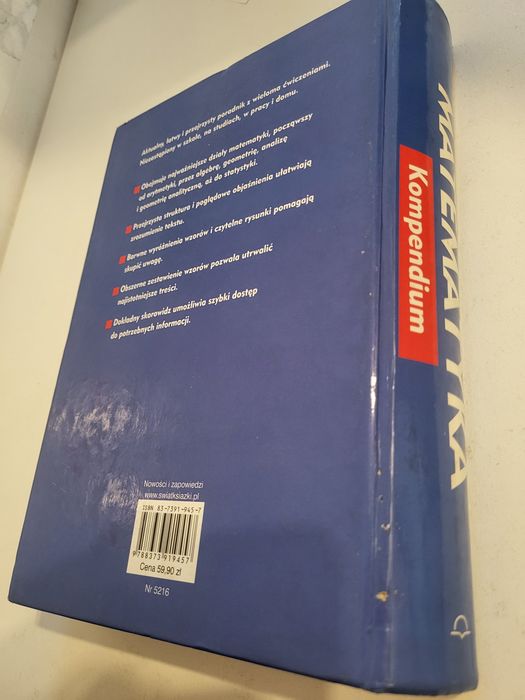 Aktualny, łatwy i przejrzysty poradnik z wieloma ćwiczeniami.
Niezastąpiony w szkole, na studiach, w pracy i domu.
Obejmuje najważniejsze działy matematyki, począwszy
od arytmetyki, przez algebrę, geometrię, analizę
i geometrię analityczną, aż do statystyki.
Przejrzysta struktura i poglądowe objaśnienia ułatwiają
zrozumienie tekstu.
Barwne wyróżnienia wzorów i czytelne rysunki pomagają
skupić uwagę.
Obszerne zestawienie wzorów pozwala utrwalić
najistotniejsze treści.
Dokładny skorowidz umożliwia szybki dostęp
do potrzebnych informacji.
Nowości i zapowiedzi
www.swiatksiazki.pl
ISBN 83-7391-945-7
9 788373 919457
Cena 59,90 zł
Nr 5216
MATEMATYKA
Kompendium